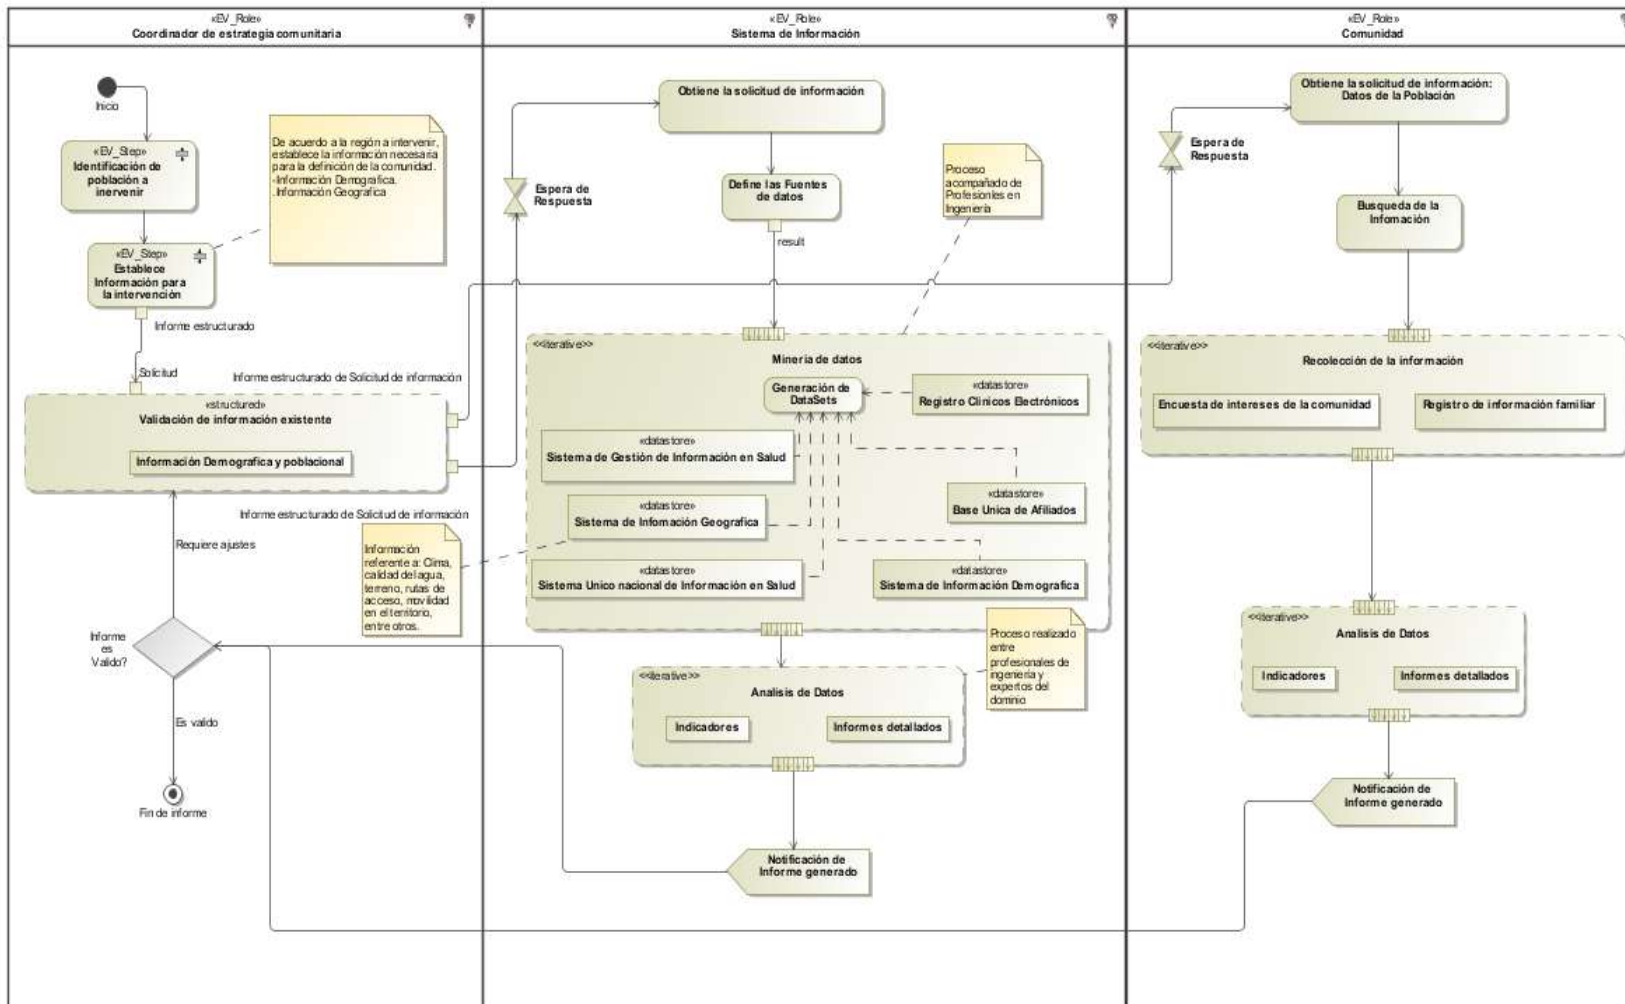 «EV_Role»
Coordinador de estrategia comunitaria
Inicio
«EV_Step»
Identificación de
población a
inervenir
De acuerdo a la región a intervenir,
establece la información necesaria
para la definición de la comunidad.
-Información Demografica.
.Información Geografica
«EV_Step»
Establece
Información para
la intervención
Informe estructurado
Solicitud
Informe estructurado de Solicitud de información
«structured»
Validación de información existente
Información Demografica y poblacional
Informe estructurado de Solicitud de información
Requiere ajustes
Informe
es
Valido?
Es valido
Fin de informe
«EV_Role»
Sistema de Información
Obtiene la solicitud de información
Espera de
Respuesta
Define las Fuentes
de datos
result
Proceso
acompañado de
Profesionles en
Ingeniería
<<iterative>>
Mineria de datos
Generación de
DataSets
«datastore»
Registro Clinicos Electrónicos
«datastore»
Sistema de Gestión de Información en Salud
«datastore»
Base Unica de Afiliados
«datastore»
Sistema de Infomación Geografica
«datastore»
Sistema Unico nacional de Información en Salud
«datastore»
Sistema de Información Demografica
Información
referente a: Clima,
calidad del agua,
terreno, rutas de
acceso, movilidad
en el territorio,
entre otros.
Proceso realizado
entre
profesionales de
ingeniería y
expertos del
dominio
<<iterative>>
Analisis de Datos
Indicadores
Informes detallados
Notificación de
Informe generado
«EV_Role»
Comunidad
Obtiene la solicitud de información:
Datos de la Población
Espera de
Respuesta
Busqueda de la
Infomación
<<iterative>>
Recolección de la información
Encuesta de intereses de la comunidad
Registro de información familiar
<<iterative>>
Analisis de Datos
Indicadores
Informes detallados
Notificación de
Informe generado